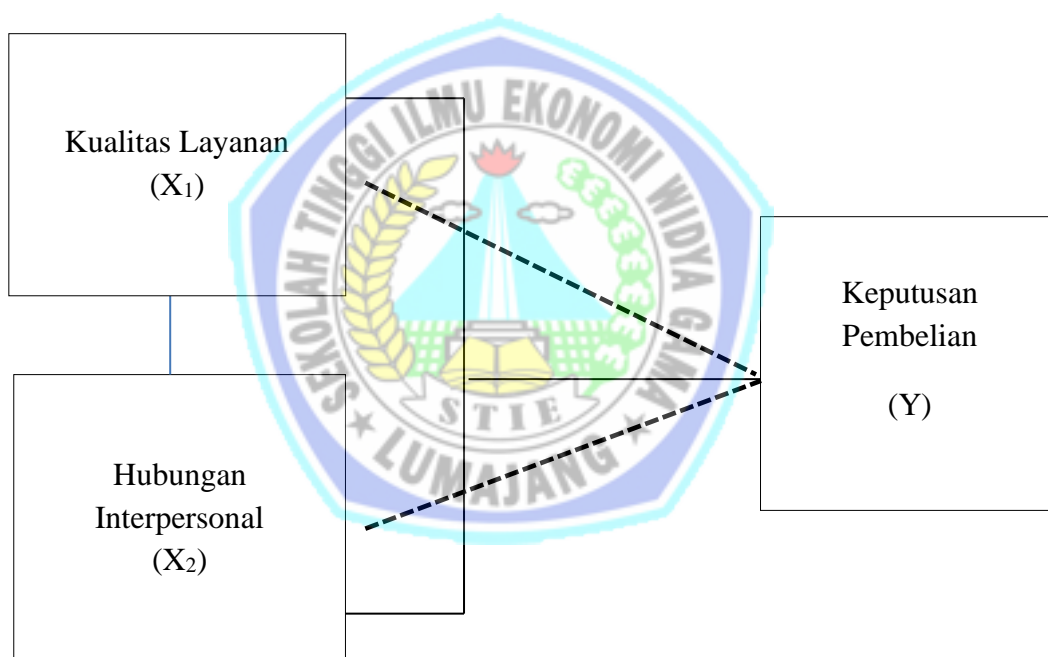 Kualitas Layanan
(X₁)
Hubungan
Interpersonal
(X₂)
Keputusan
Pembelian
(Y)
SEKOLAH TINGGI ILMU EKONOMI WIDYA GAMA
STIE
★ LUMAJANG ★